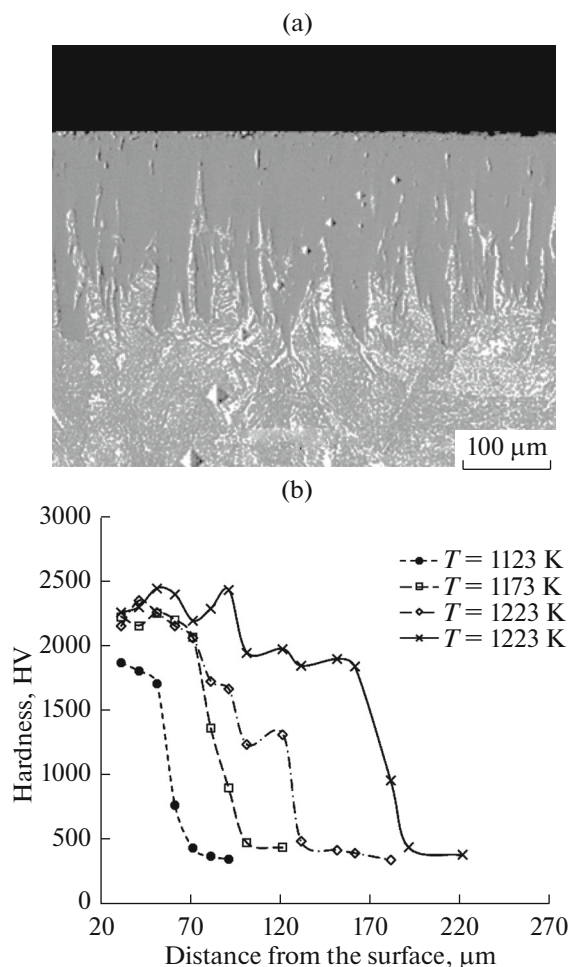 (a)
100 μm
(b)
3000
2500
2000
1500
1000
500
0
Hardness, HV
T = 1123 K
T = 1173 K
T = 1223 K
T = 1223 K
20 70 120 170 220 270
Distance from the surface, μm